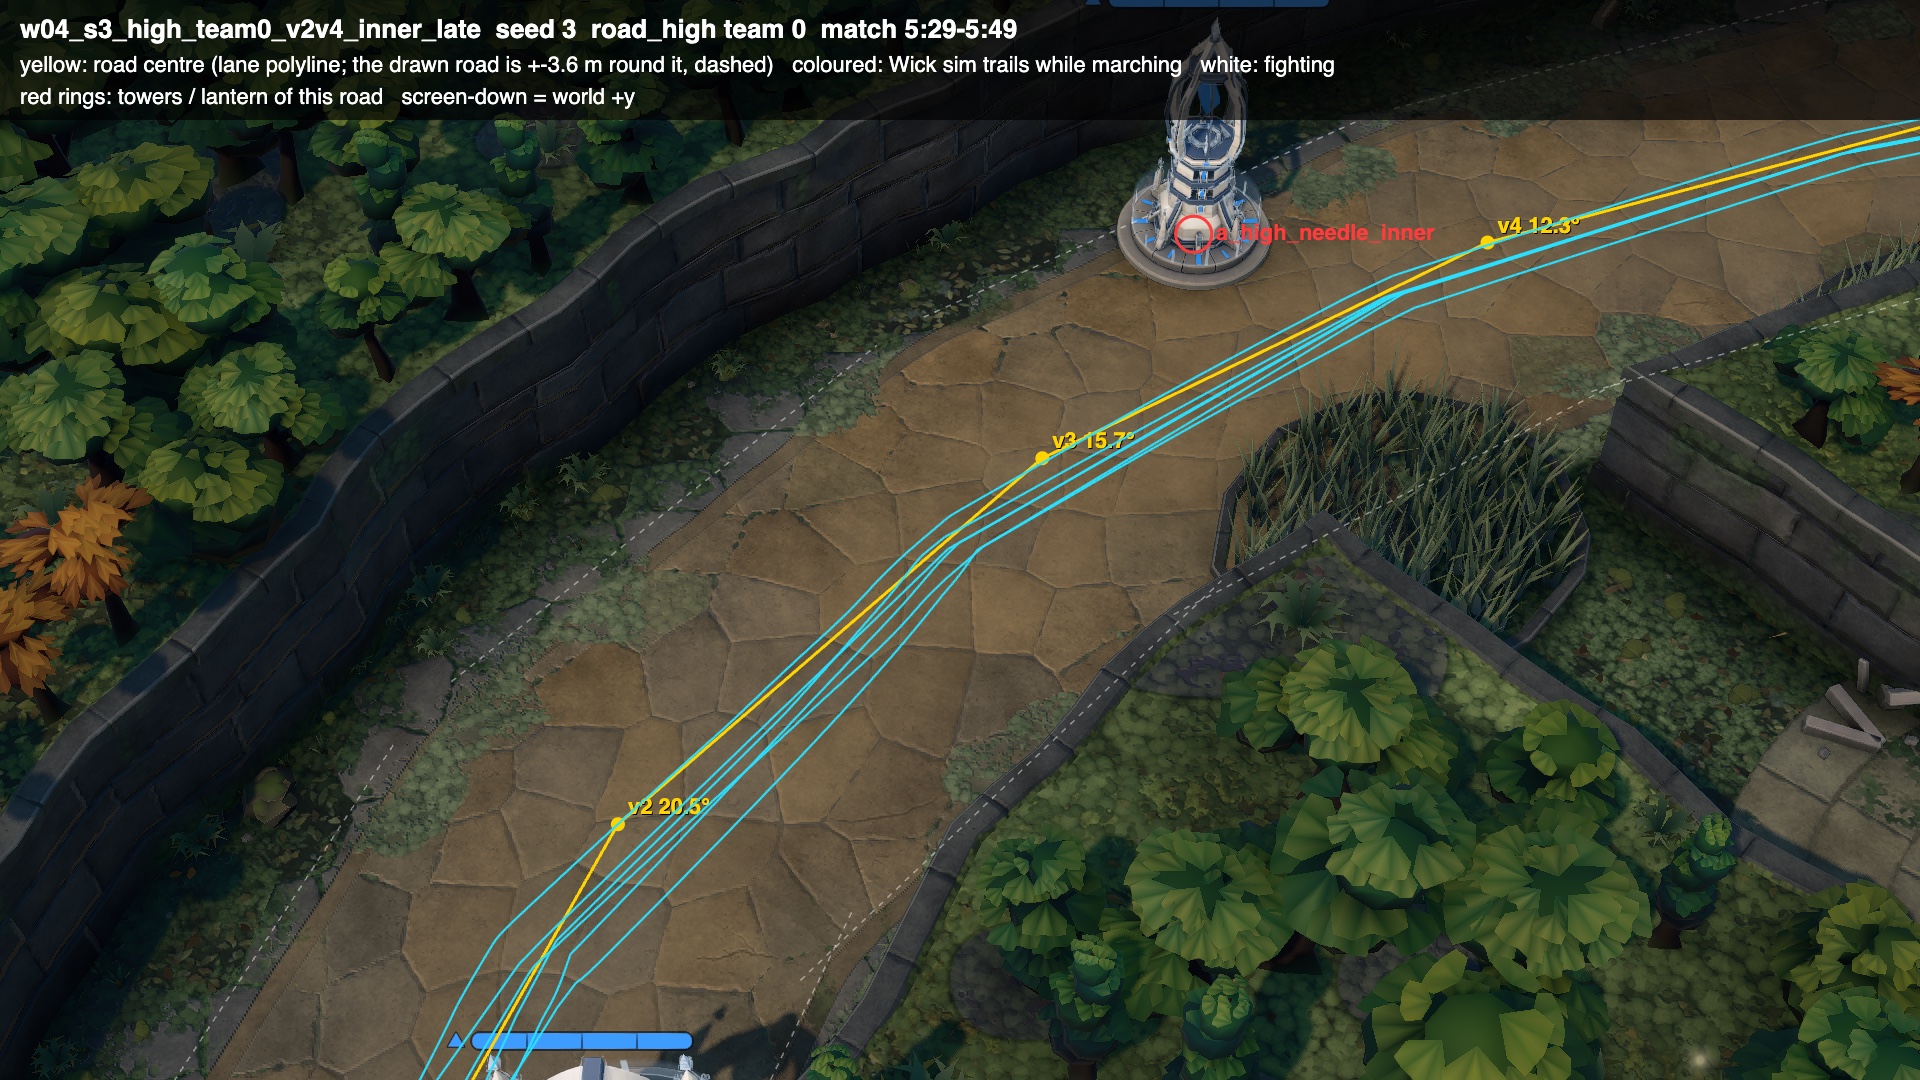 w04_s3_high_team0_v2v4_inner_late seed 3 road_high team 0 match 5:29-5:49
yellow: road centre (lane polyline; the drawn road is +-3.6 m round it, dashed) coloured: Wick sim trails while marching white: fighting
red rings: towers / lantern of this road screen-down = world +y
v4 12.3°
a_high_needle_inner
v3 15.7°
v2 20.5°